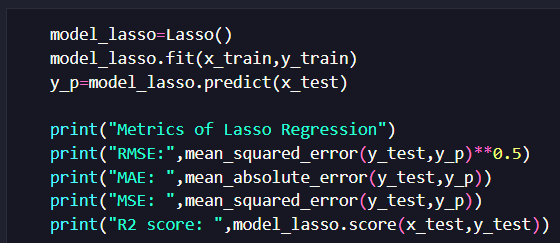 model_lasso=Lasso()
model_lasso.fit(x_train,y_train)
y_p=model_lasso.predict(x_test)
print("Metrics of Lasso Regression")
print("RMSE:",mean_squared_error(y_test,y_p)**0.5)
print("MAE: ",mean_absolute_error(y_test,y_p))
print("MSE: ",mean_squared_error(y_test,y_p))
print("R2 score: ",model_lasso.score(x_test,y_test))